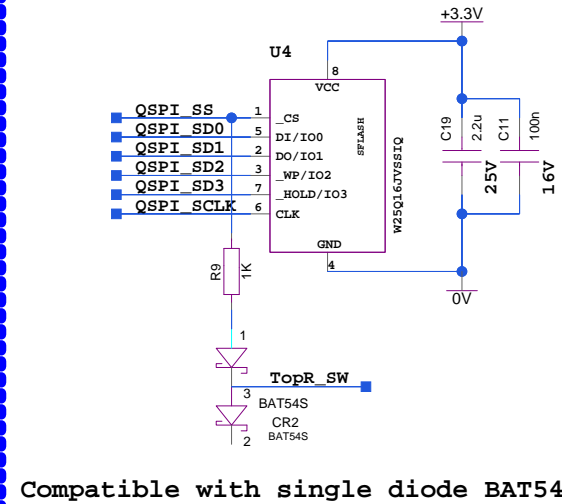 +3.3V
U4
8
VCC
QSPI_SS 1 _CS
QSPI_SD0 5 DI/IO0
QSPI_SD1 2 DO/IO1
QSPI_SD2 3 _WP/IO2
QSPI_SD3 7 _HOLD/IO3
QSPI_SCLK 6 CLK
SFLASH
W25Q16JVSSIQ
GND
4
C19
2.2u
25V
C11
100n
16V
0V
R9
1K
1
TopR_SW
3
BAT54S
CR2
BAT54S
2
Compatible with single diode BAT54